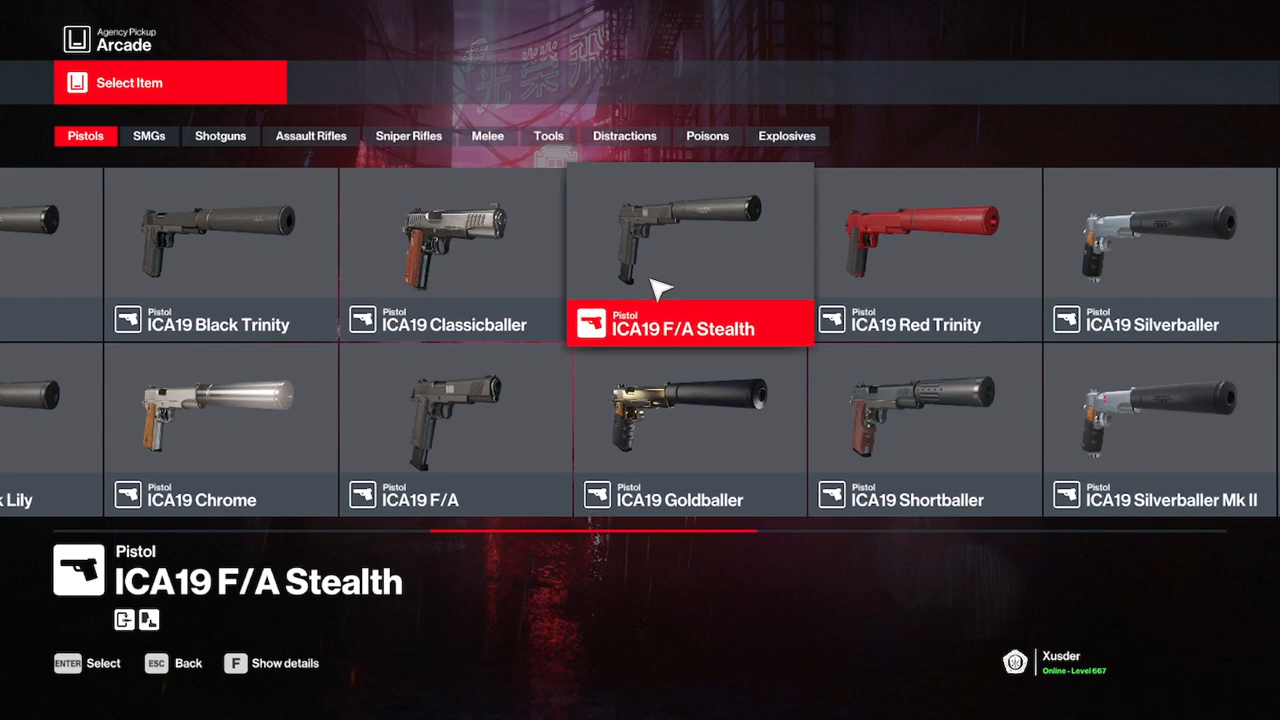 Agency Pickup
Arcade
Select Item
Pistols SMGs Shotguns Assault Rifles Sniper Rifles Melee Tools Distractions Poisons Explosives
Pistol
ICA19 Black Trinity
Pistol
ICA19 Classicballer
Pistol
ICA19 F/A Stealth
Pistol
ICA19 Red Trinity
Pistol
ICA19 Silverballer
Lily
Pistol
ICA19 Chrome
Pistol
ICA19 F/A
Pistol
ICA19 Goldballer
Pistol
ICA19 Shortballer
Pistol
ICA19 Silverballer Mk II
Pistol
ICA19 F/A Stealth
ENTER Select ESC Back F Show details
Xusder
Online - Level 667